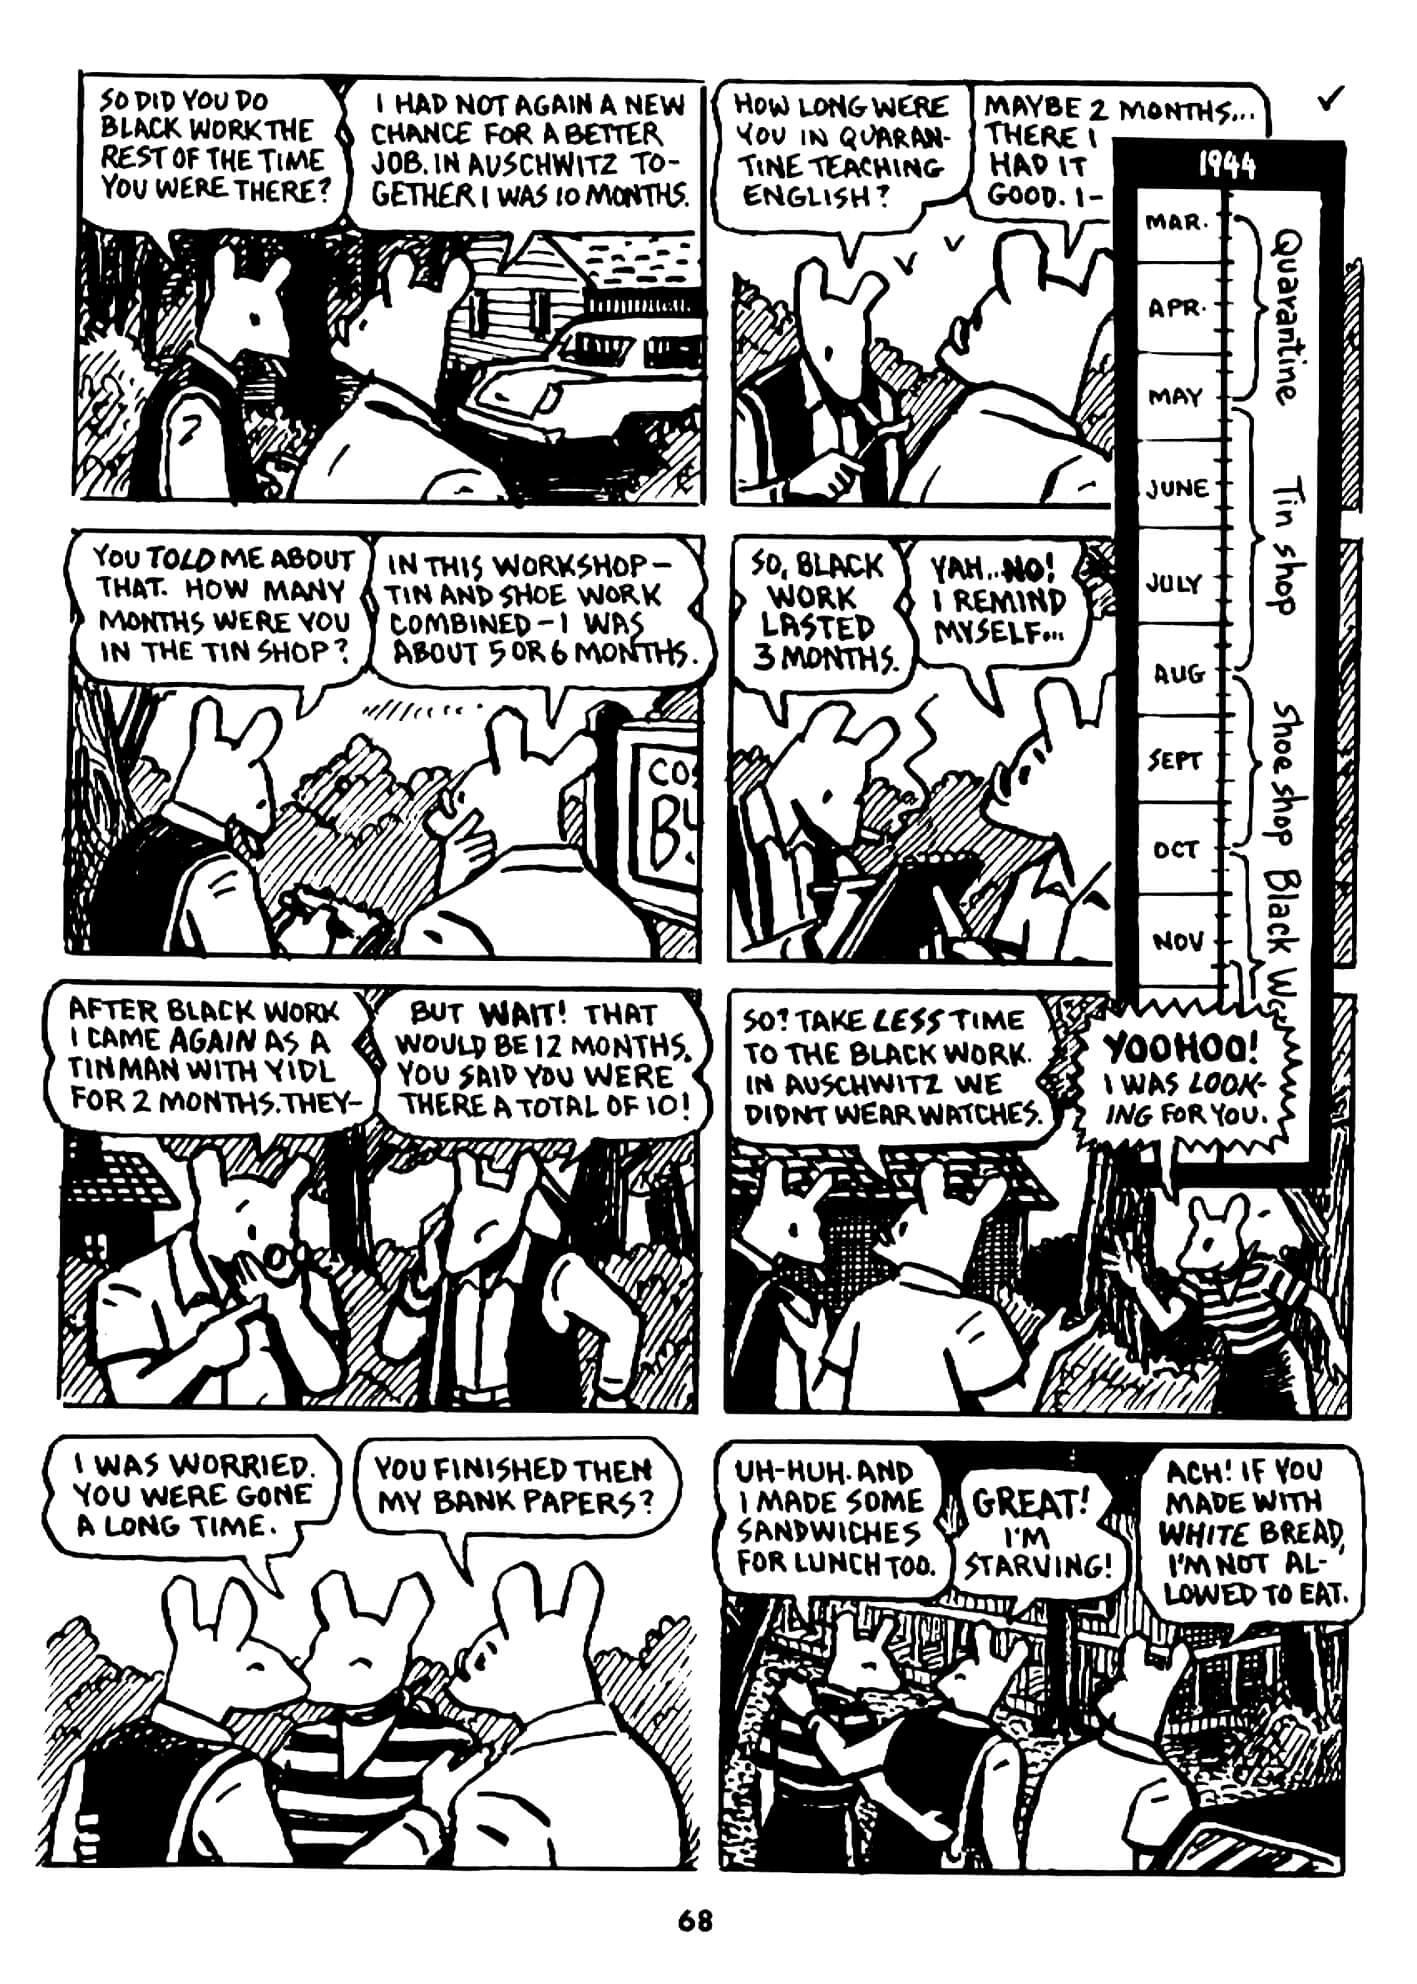 SO DID YOU DO
BLACK WORK THE
REST OF THE TIME
YOU WERE THERE?
I HAD NOT AGAIN A NEW
CHANCE FOR A BETTER
JOB. IN AUSCHWITZ TO-
GETHER I WAS 10 MONTHS.
HOW LONG WERE
YOU IN QUARAN-
TINE TEACHING
ENGLISH?
MAYBE 2 MONTHS...
THERE I
HAD IT
GOOD. I-
1944
MAR.
APR.
MAY
JUNE
JULY
AUG
SEPT
OCT
NOV
Quarantine
Tin shop
Shoe shop
Black W
YOU TOLD ME ABOUT
THAT. HOW MANY
MONTHS WERE YOU
IN THE TIN SHOP?
IN THIS WORKSHOP-
TIN AND SHOE WORK
COMBINED-I WAS
ABOUT 5 OR 6 MONTHS.
CO
B
SO, BLACK
WORK
LASTED
3 MONTHS.
YAH..NO!
I REMIND
MYSELF...
AFTER BLACK WORK
I CAME AGAIN AS A
TINMAN WITH YIDL
FOR 2 MONTHS. THEY-
BUT WAIT! THAT
WOULD BE 12 MONTHS.
YOU SAID YOU WERE
THERE A TOTAL OF 10!
SO? TAKE LESS TIME
TO THE BLACK WORK.
IN AUSCHWITZ WE
DIDNT WEAR WATCHES.
YOOHOO!
I WAS LOOK-
ING FOR YOU.
I WAS WORRIED.
YOU WERE GONE
A LONG TIME.
YOU FINISHED THEN
MY BANK PAPERS?
UH-HUH. AND
I MADE SOME
SANDWICHES
FOR LUNCH TOO.
GREAT!
I'M
STARVING!
ACH! IF YOU
MADE WITH
WHITE BREAD,
I'M NOT AL-
LOWED TO EAT.
68